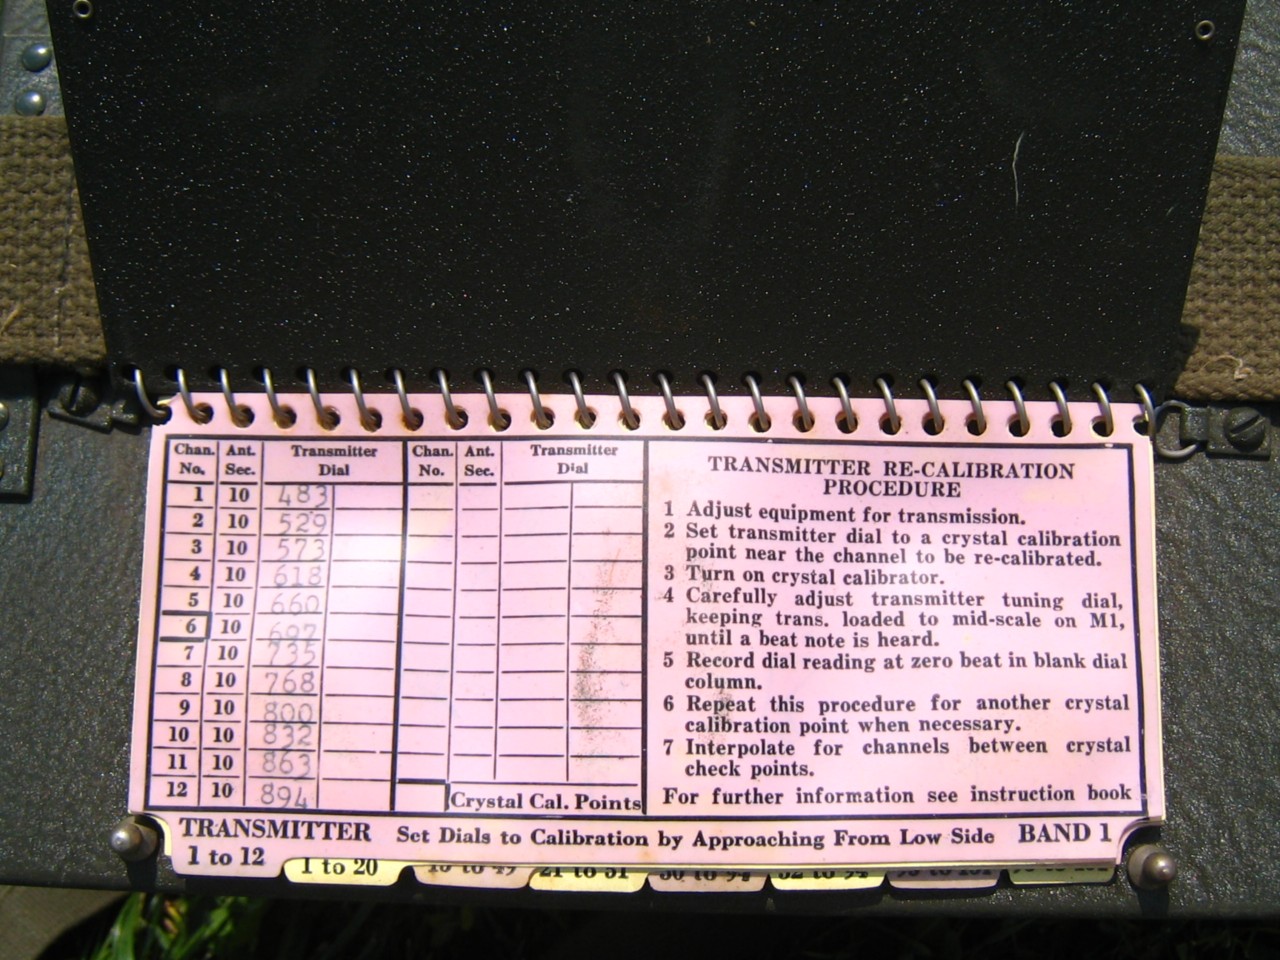 Chan. No. Ant. Sec. Transmitter Dial Chan. No. Ant. Sec. Transmitter Dial
1 10 483
2 10 529
3 10 573
4 10 618
5 10 660
6 10 697
7 10 735
8 10 768
9 10 800
10 10 832
11 10 863
12 10 894
Crystal Cal. Points
TRANSMITTER RE-CALIBRATION
PROCEDURE
1 Adjust equipment for transmission.
2 Set transmitter dial to a crystal calibration
point near the channel to be re-calibrated.
3 Turn on crystal calibrator.
4 Carefully adjust transmitter tuning dial,
keeping trans. loaded to mid-scale on M1,
until a beat note is heard.
5 Record dial reading at zero beat in blank dial
column.
6 Repeat this procedure for another crystal
calibration point when necessary.
7 Interpolate for channels between crystal
check points.
For further information see instruction book
TRANSMITTER Set Dials to Calibration by Approaching From Low Side BAND 1
1 to 12
1 to 20
21 to 51